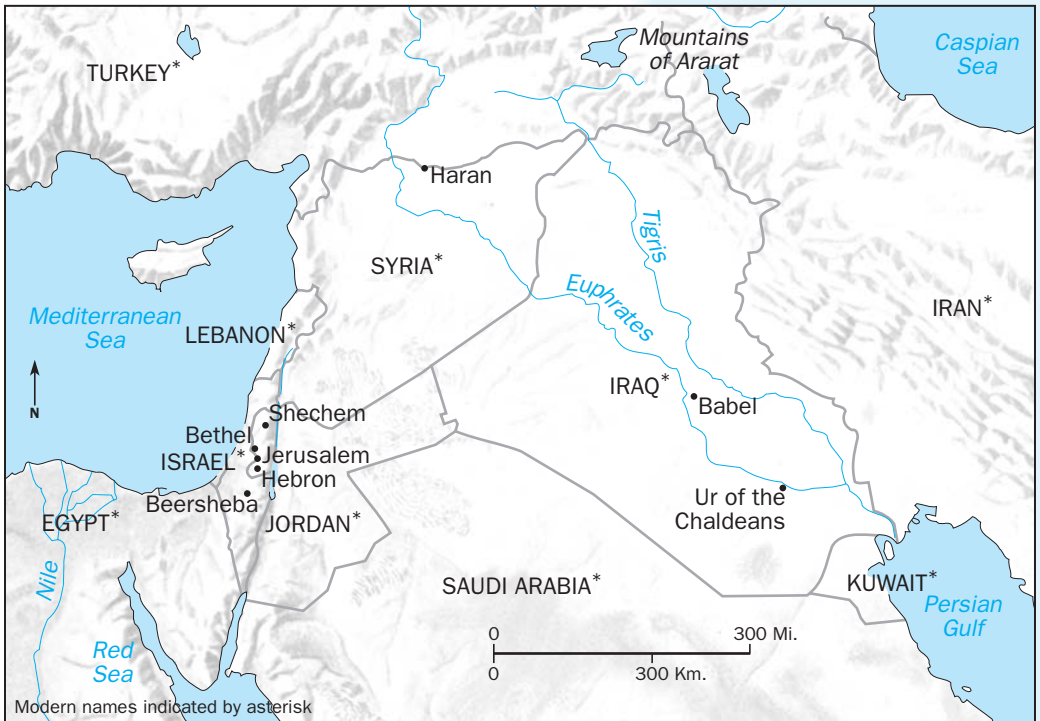 TURKEY*
Mountains
of Ararat
Caspian
Sea
Haran
Tigris
SYRIA*
Euphrates
Mediterranean
Sea
LEBANON*
IRAN*
N
IRAQ*
Babel
Shechem
Bethel
ISRAEL*
Jerusalem
Hebron
Beersheba
Ur of the
Chaldeans
EGYPT*
JORDAN*
Nile
SAUDI ARABIA*
KUWAIT*
Persian
Gulf
Red
Sea
0 300 Mi.
0 300 Km.
Modern names indicated by asterisk